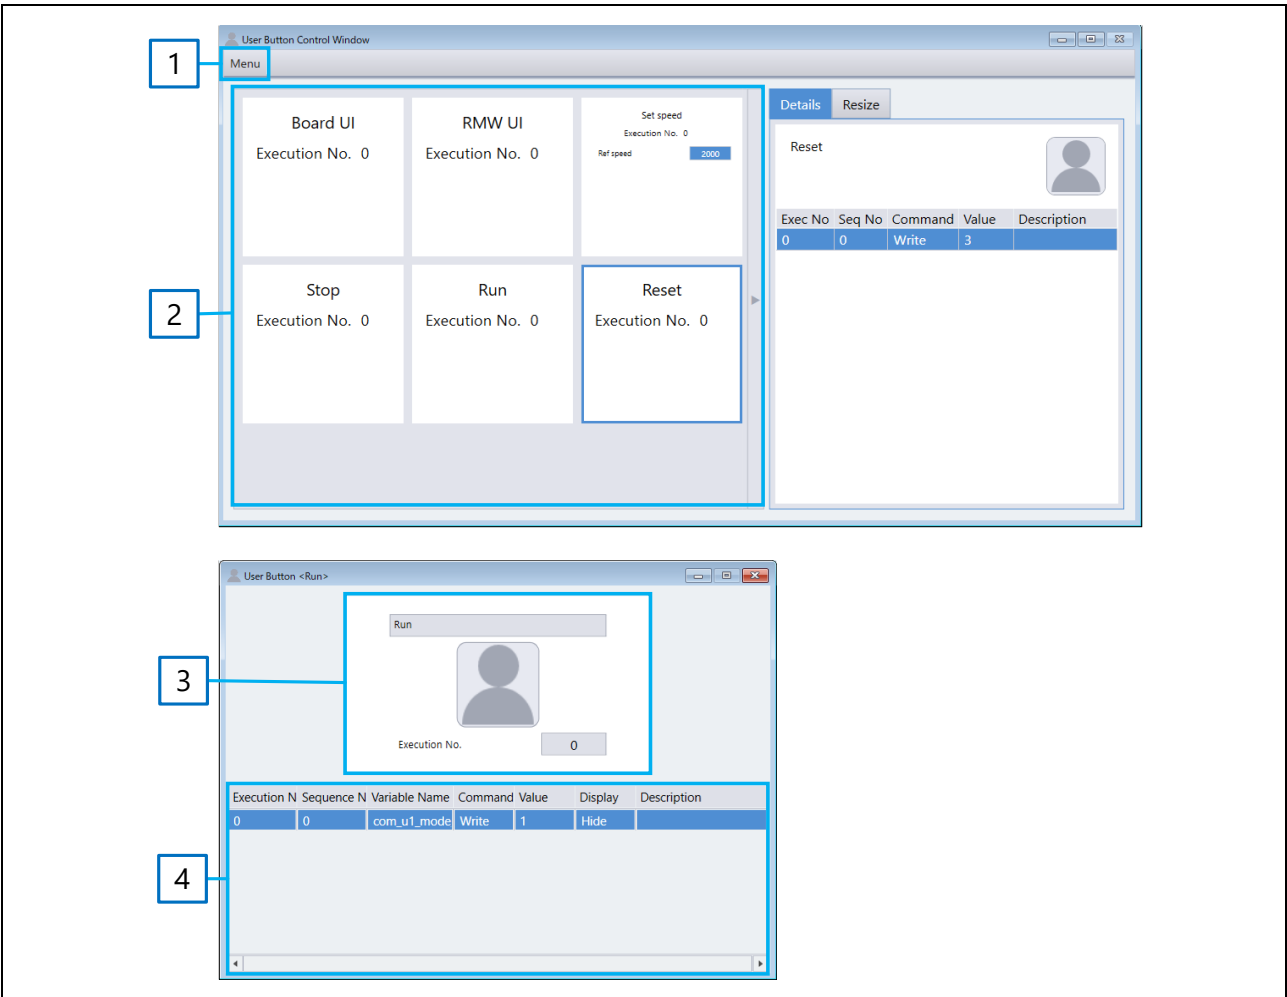 User Button Control Window
1
Menu
Board UI
Execution No. 0
RMW UI
Execution No. 0
Set speed
Execution No. 0
Ref speed 2000
Details Resize
Reset
Exec No Seq No Command Value Description
0 0 Write 3
2
Stop
Execution No. 0
Run
Execution No. 0
Reset
Execution No. 0
User Button <Run>
3
Run
Execution No. 0
Execution N Sequence N Variable Name Command Value Display Description
0 0 com_u1_mode Write 1 Hide
4